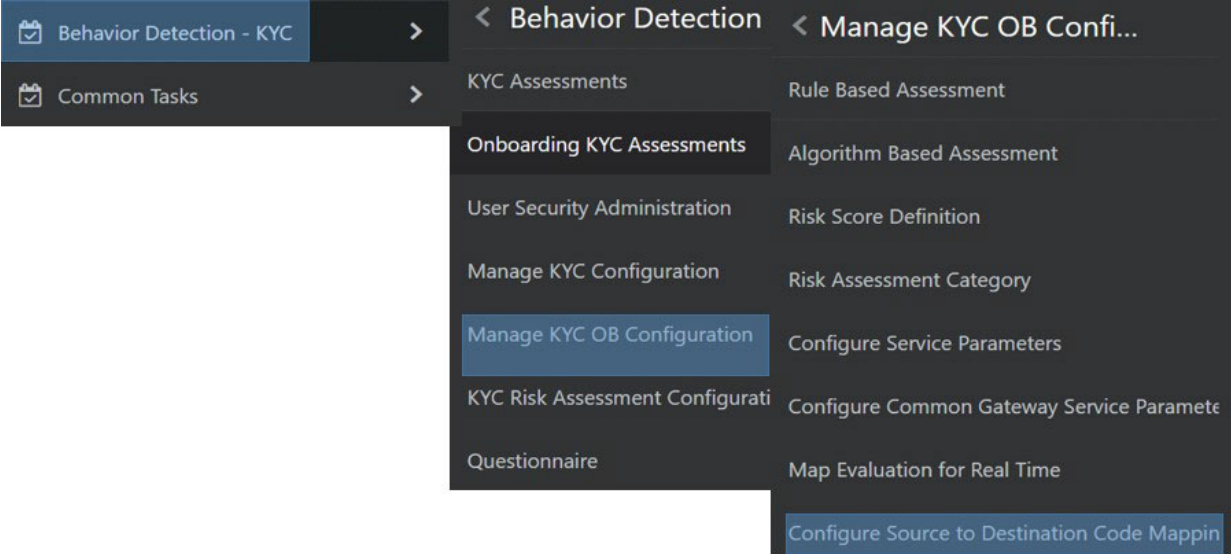 Behavior Detection - KYC
Common Tasks
Behavior Detection
KYC Assessments
Onboarding KYC Assessments
User Security Administration
Manage KYC Configuration
Manage KYC OB Configuration
KYC Risk Assessment Configurati
Questionnaire
Manage KYC OB Confi...
Rule Based Assessment
Algorithm Based Assessment
Risk Score Definition
Risk Assessment Category
Configure Service Parameters
Configure Common Gateway Service Paramete
Map Evaluation for Real Time
Configure Source to Destination Code Mappin